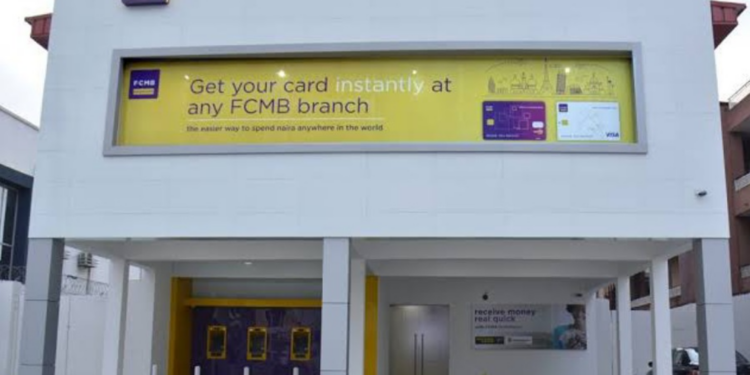 FCMB
Get your card instantly at
any FCMB branch
the easier way to spend naira anywhere in the world
VISA
receive money
real quick